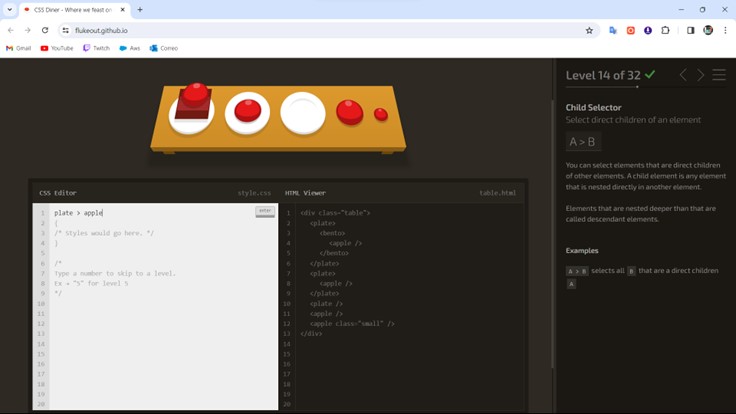 CSS Diner - Where we feast on
flukeout.github.io
Gmail
YouTube
Twitch
Aws
Correo
Level 14 of 32
Child Selector
Select direct children of an element
A > B
You can select elements that are direct children
of other elements. A child element is any element
that is nested directly in another element.
Elements that are nested deeper than that are
called descendant elements.
Examples
A > B selects all B that are a direct children
A
CSS Editor
style.css
1 plate > apple
enter
2 {
3 /* Styles would go here. */
4 }
5
6 /*
7 Type a number to skip to a level.
8 Ex → "5" for level 5
9 */
10
11
12
13
14
15
16
17
18
19
20
HTML Viewer
table.html
1 <div class="table">
2 <plate>
3 <bento>
4 <apple />
5 </bento>
6 </plate>
7 <plate>
8 <apple />
9 </plate>
10 <plate />
11 <apple />
12 <apple class="small" />
13 </div>
14
15
16
17
18
19
20